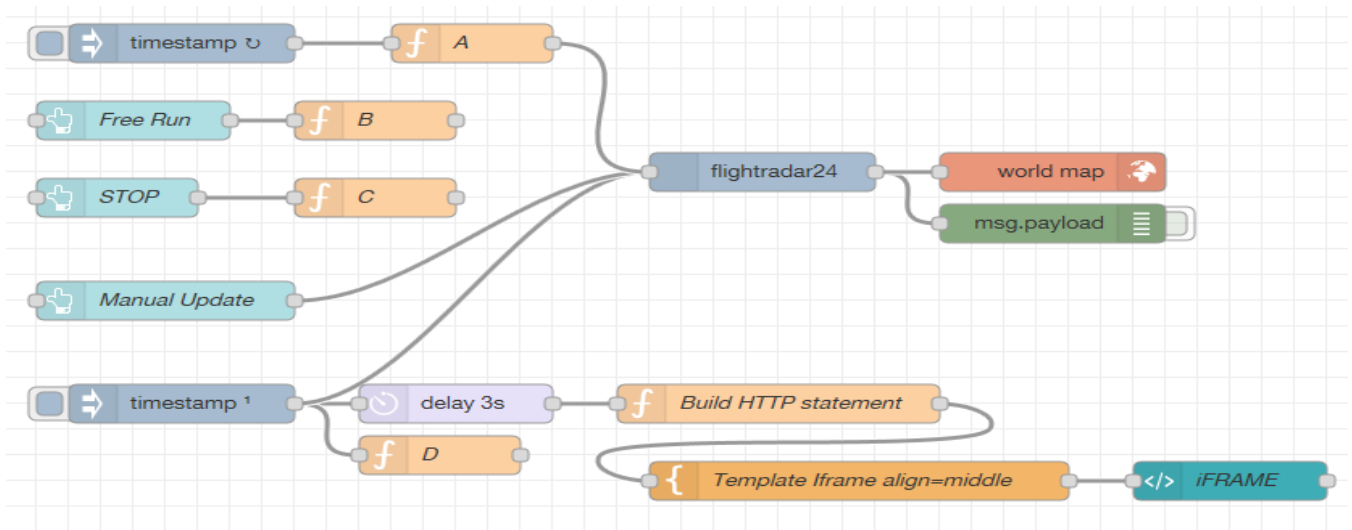 timestamp ↻
A
Free Run
B
flightradar24
world map
STOP
C
msg.payload
Manual Update
timestamp ¹
delay 3s
Build HTTP statement
D
Template Iframe align=middle
</> iFRAME